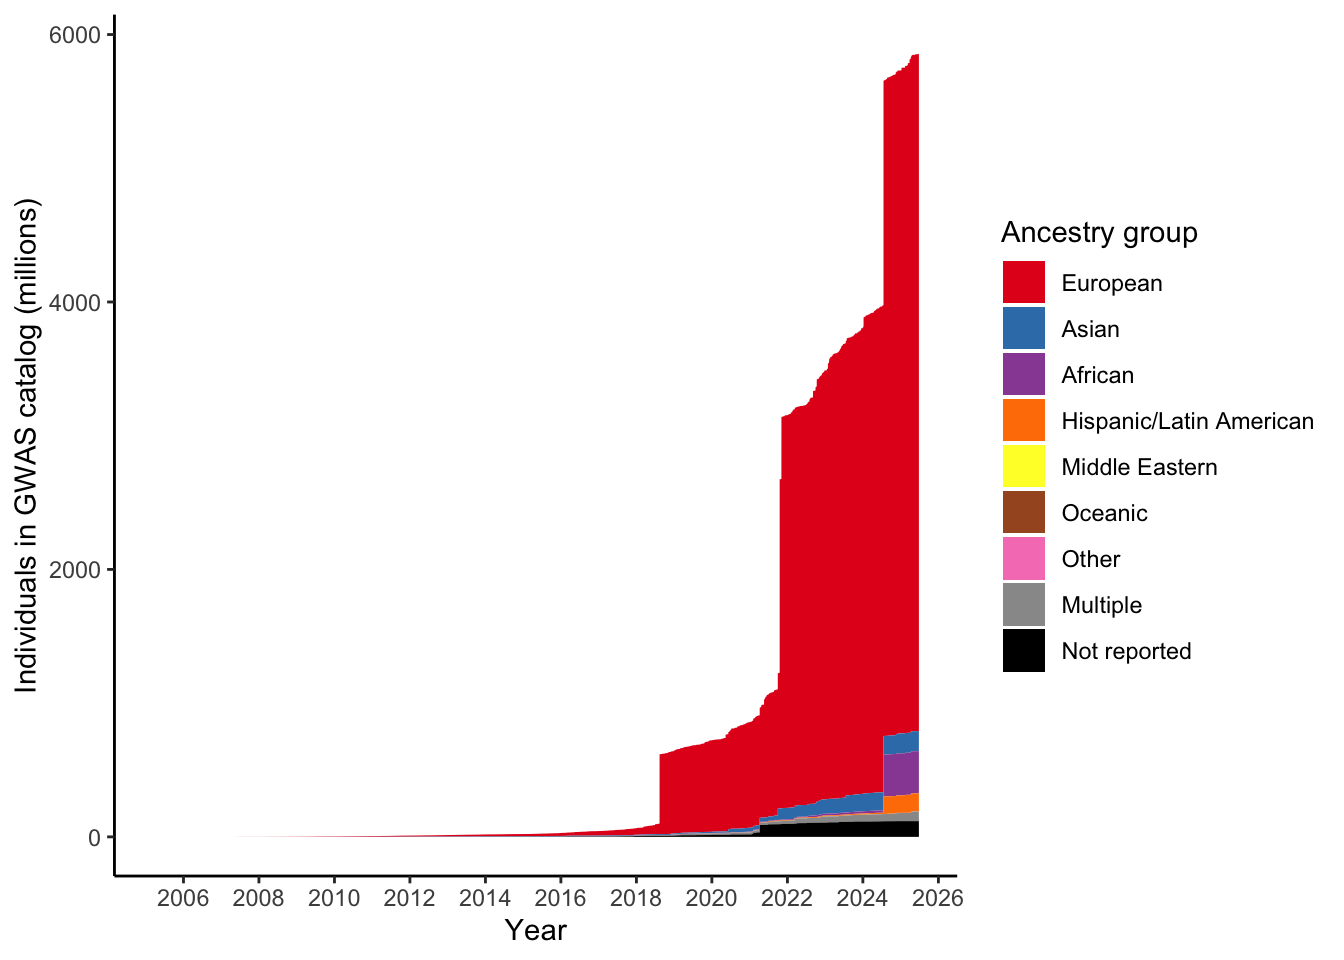 Individuals in GWAS catalog (millions)
6000
4000
2000
0
2006 2008 2010 2012 2014 2016 2018 2020 2022 2024 2026
Year
Ancestry group
European
Asian
African
Hispanic/Latin American
Middle Eastern
Oceanic
Other
Multiple
Not reported